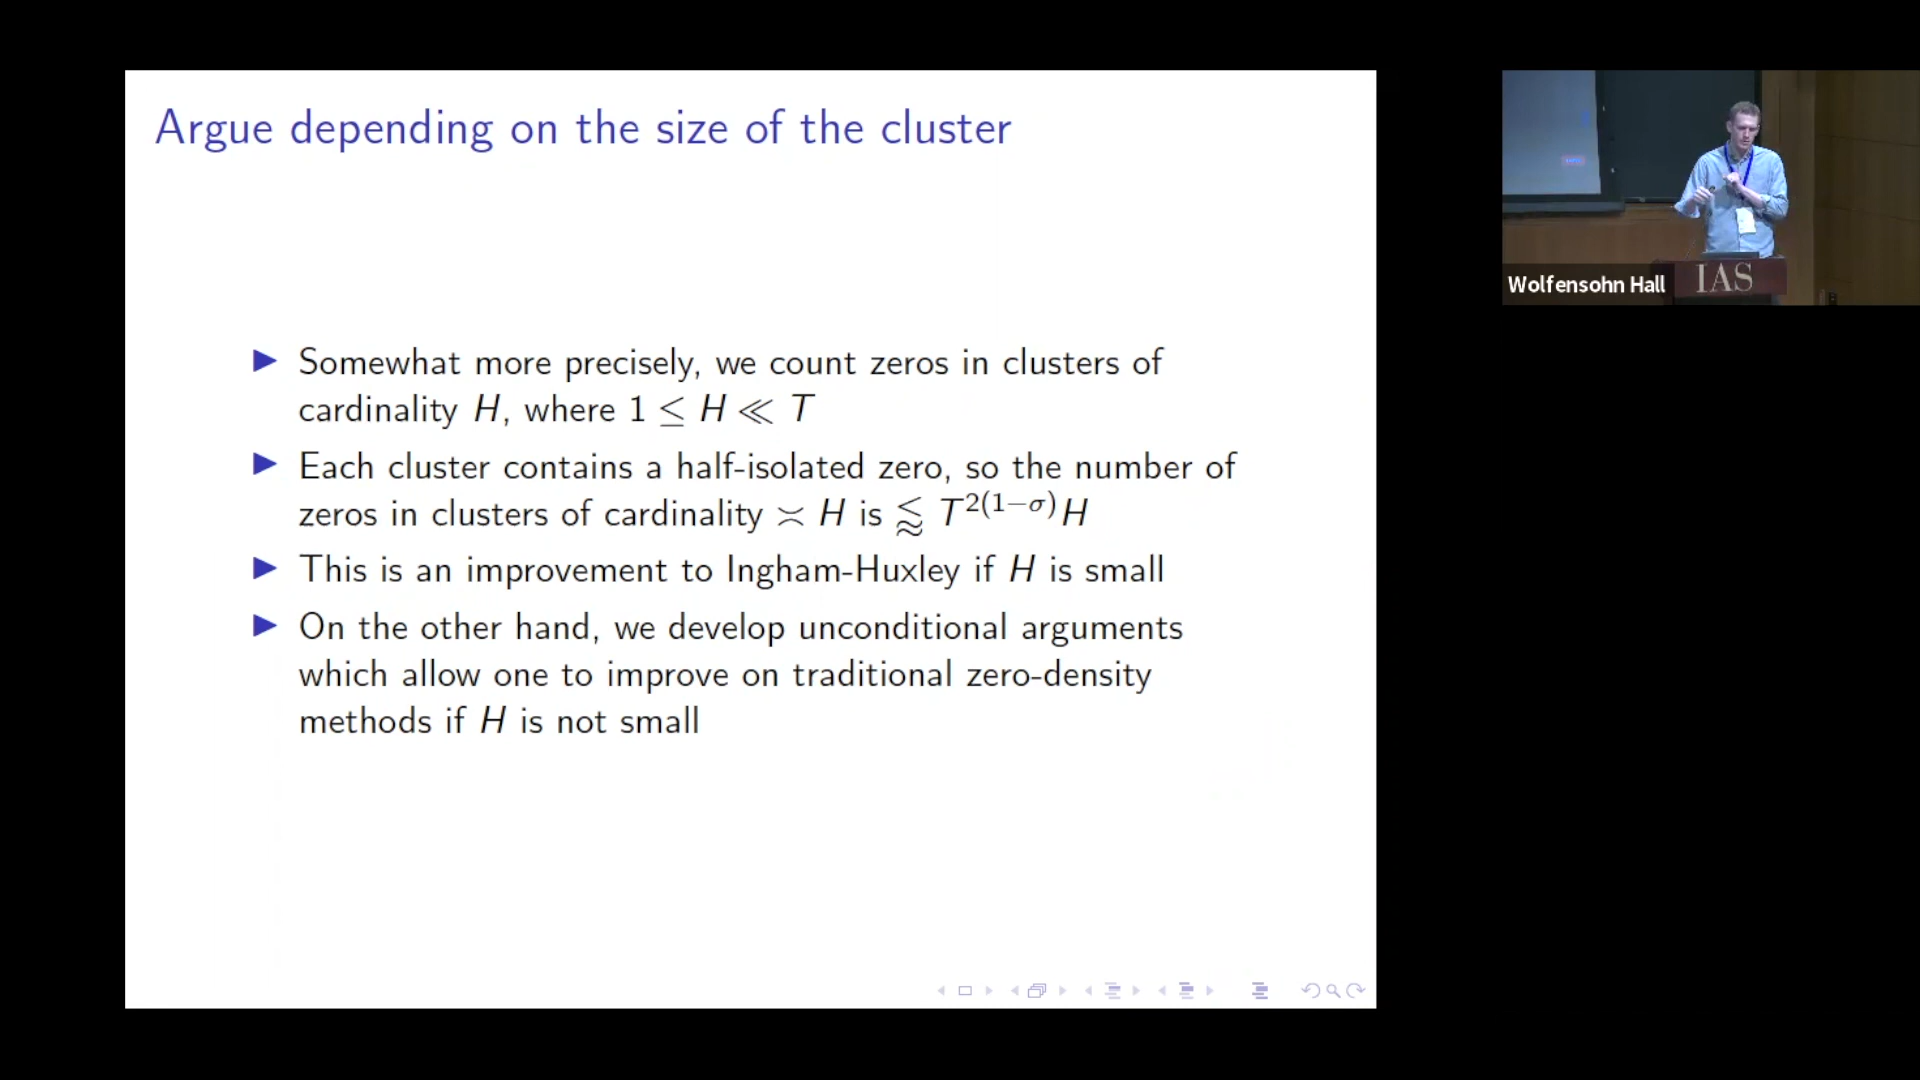 Argue depending on the size of the cluster
Somewhat more precisely, we count zeros in clusters of
cardinality H, where 1 ≤ H ≪ T
Each cluster contains a half-isolated zero, so the number of
zeros in clusters of cardinality ≍ H is ⪅ T^{2(1−σ)}H
This is an improvement to Ingham-Huxley if H is small
On the other hand, we develop unconditional arguments
which allow one to improve on traditional zero-density
methods if H is not small
Wolfensohn Hall
IAS